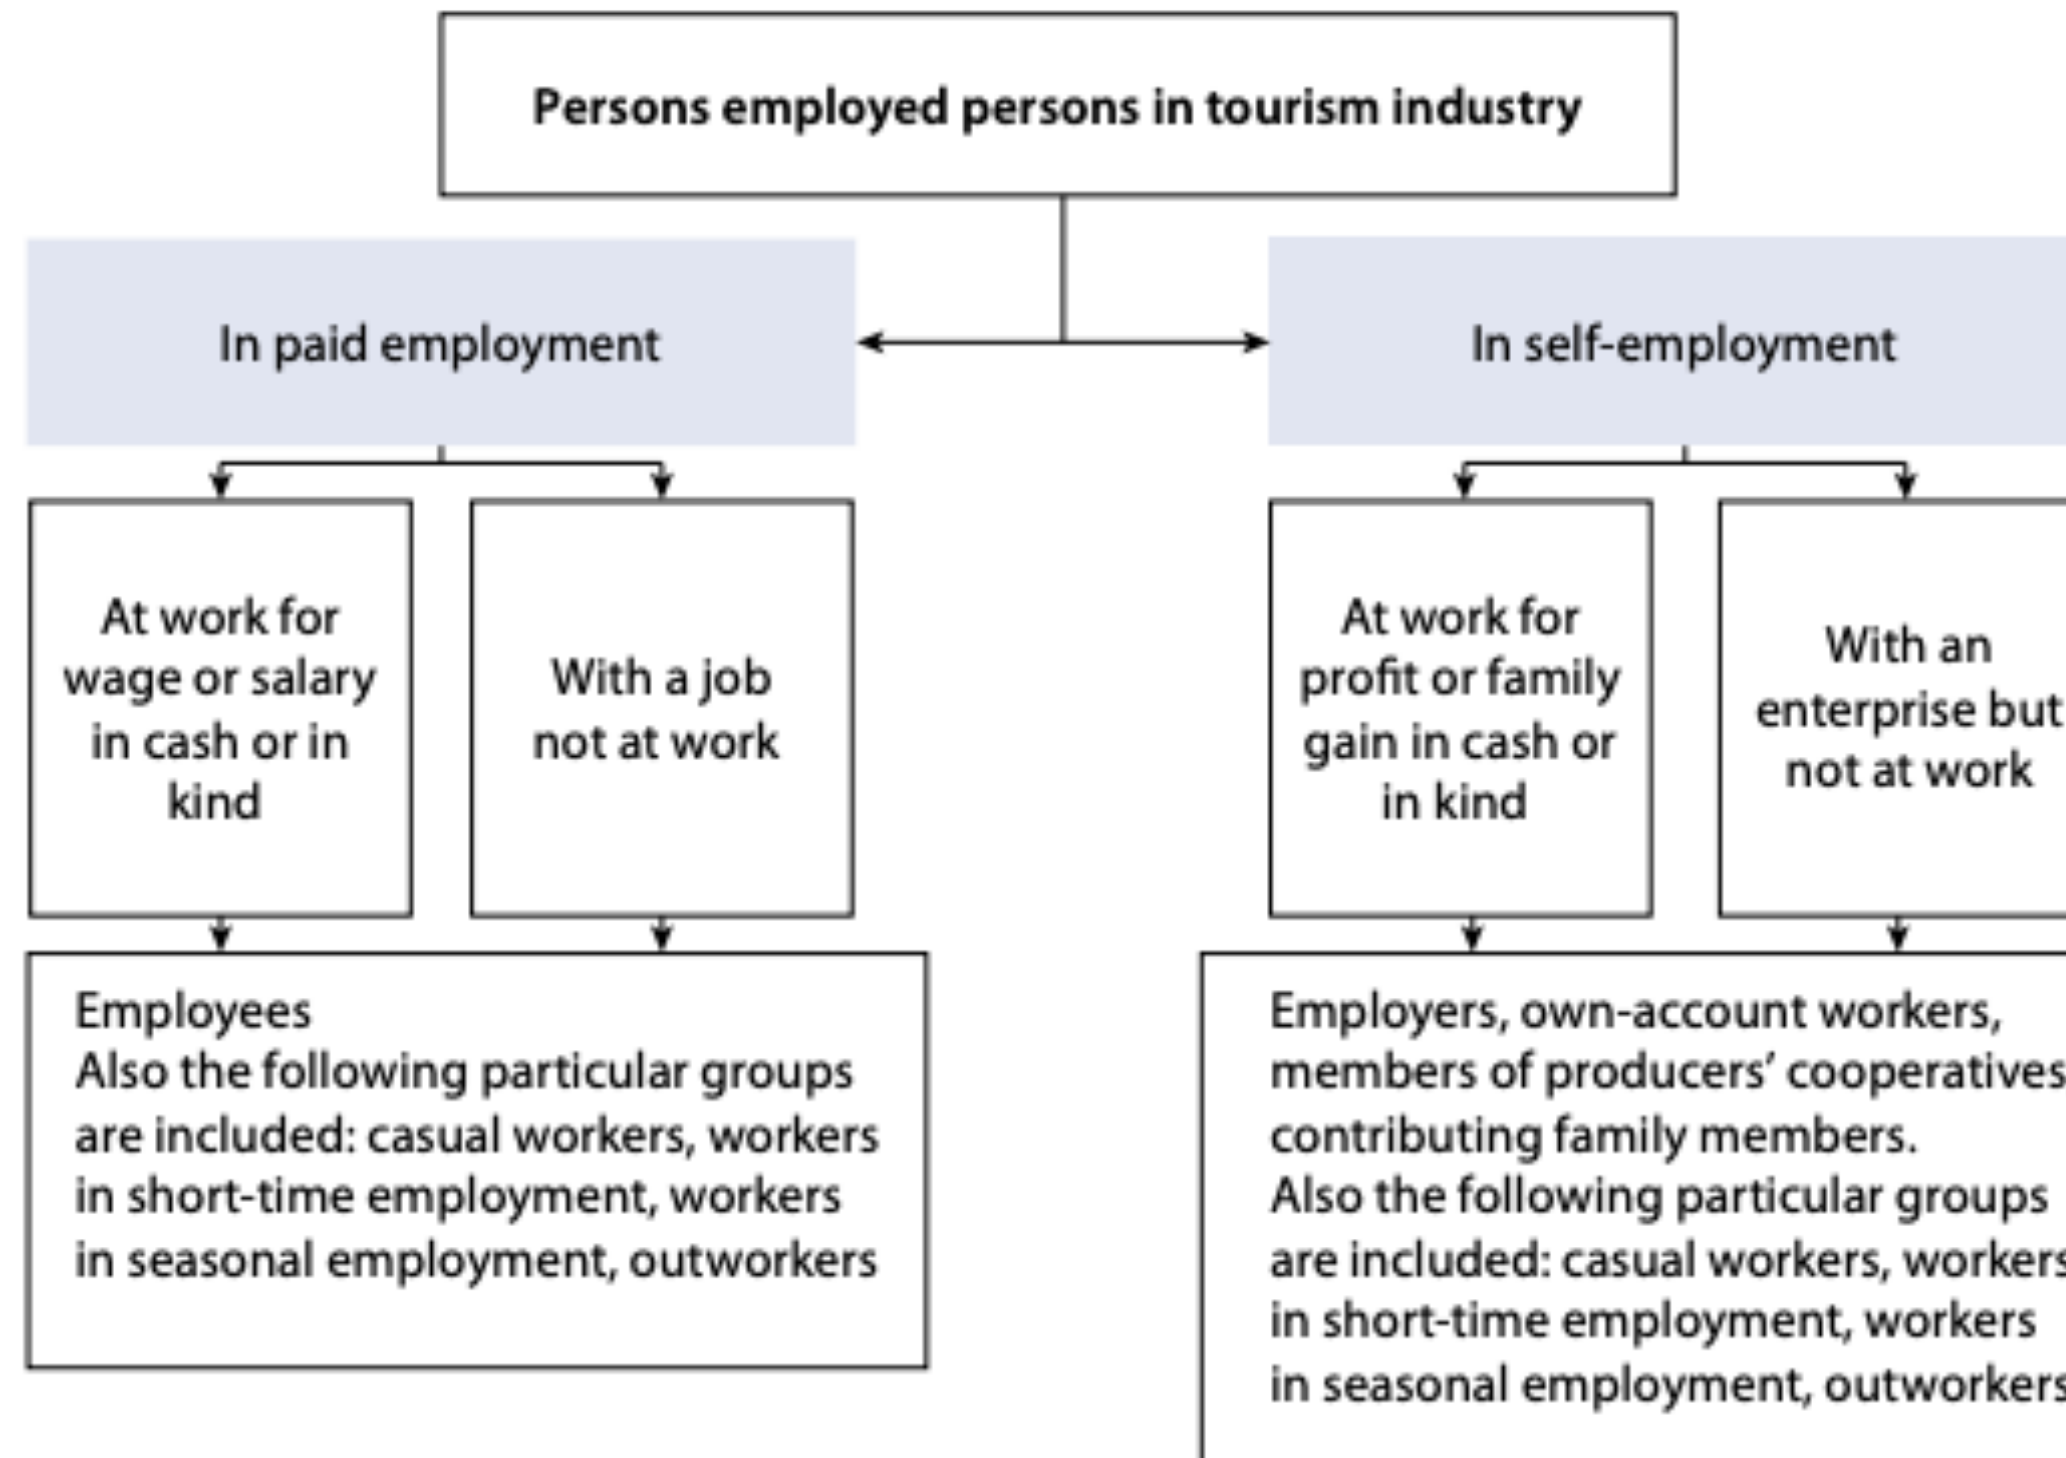 Persons employed persons in tourism industry
In paid employment
In self-employment
At work for
wage or salary
in cash or in
kind
With a job
not at work
At work for
profit or family
gain in cash or
in kind
With an
enterprise but
not at work
Employees
Also the following particular groups
are included: casual workers, workers
in short-time employment, workers
in seasonal employment, outworkers
Employers, own-account workers,
members of producers’ cooperatives
contributing family members.
Also the following particular groups
are included: casual workers, workers
in short-time employment, workers
in seasonal employment, outworkers